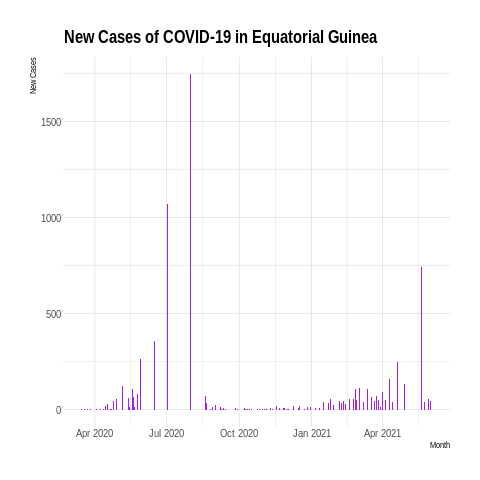 New Cases of COVID-19 in Equatorial Guinea
New Cases
1500
1000
500
0
Apr 2020 Jul 2020 Oct 2020 Jan 2021 Apr 2021
Month